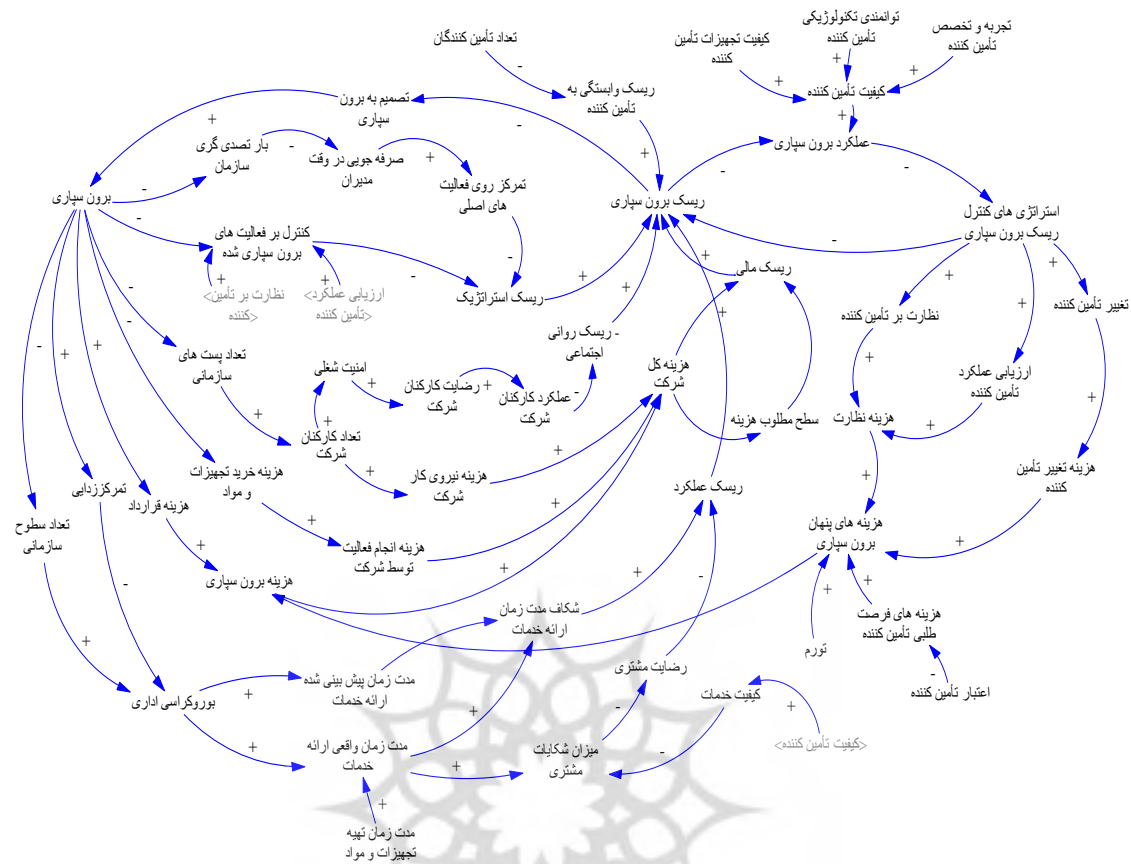 تجربه و تخصص
تأمین کننده
توانمندی تکنولوژیکی
تأمین کننده
کیفیت تجهیزات تأمین
کننده
تعداد تأمین کنندگان
کیفیت تأمین کننده
ریسک وابستگی به
تأمین کننده
تصمیم به برون
سپاری
عملکرد برون سپاری
بار تصدی گری
سازمان
صرفه جویی در وقت
مدیران
تمرکز روی فعالیت
های اصلی
برون سپاری
ریسک برون سپاری
استراتژی های کنترل
ریسک برون سپاری
کنترل بر فعالیت های
برون سپاری شده
<نظارت بر تأمین
کننده>
<ارزیابی عملکرد
تأمین کننده>
ریسک استراتژیک
ریسک مالی
تغییر تأمین کننده
نظارت بر تأمین کننده
ریسک روانی -
اجتماعی
تعداد پست های
سازمانی
امنیت شغلی
رضایت کارکنان
شرکت
عملکرد کارکنان
شرکت
هزینه کل
شرکت
ارزیابی عملکرد
تأمین کننده
سطح مطلوب هزینه
هزینه نظارت
تعداد کارکنان
شرکت
هزینه نیروی کار
شرکت
هزینه خرید تجهیزات
و مواد
ریسک عملکرد
هزینه تغییر تأمین
کننده
تمرکززدایی
هزینه قرارداد
تعداد سطوح
سازمانی
هزینه انجام فعالیت
توسط شرکت
هزینه های پنهان
برون سپاری
هزینه برون سپاری
شکاف مدت زمان
ارائه خدمات
هزینه های فرصت
طلبی تأمین کننده
تورم
اعتبار تأمین کننده
رضایت مشتری
کیفیت خدمات
<کیفیت تأمین کننده>
بوروکراسی اداری
مدت زمان پیش بینی شده
ارائه خدمات
مدت زمان واقعی ارائه
خدمات
میزان شکایات
مشتری
مدت زمان تهیه
تجهیزات و مواد